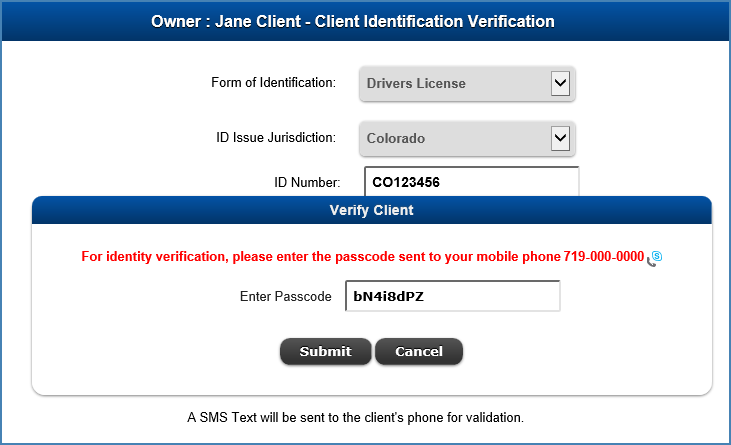 Owner : Jane Client - Client Identification Verification
Form of Identification: Drivers License
ID Issue Jurisdiction: Colorado
ID Number: CO123456
Verify Client
For identity verification, please enter the passcode sent to your mobile phone 719-000-0000
Enter Passcode bN4i8dPZ
Submit Cancel
A SMS Text will be sent to the client's phone for validation.